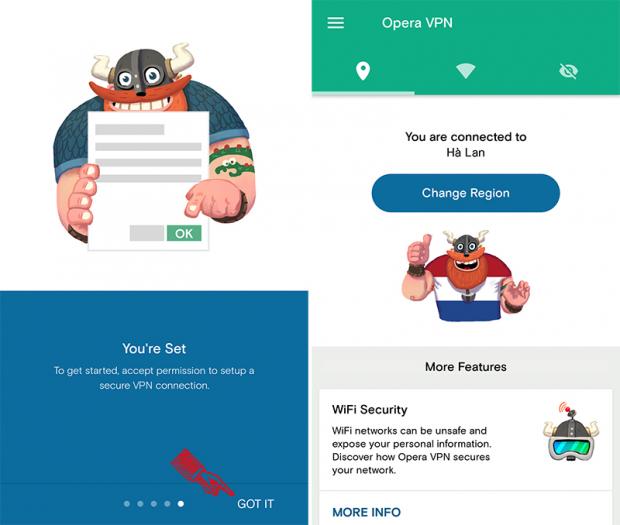 OK
You're Set
To get started, accept permission to setup a
secure VPN connection.
GOT IT
Opera VPN
You are connected to
Hà Lan
Change Region
More Features
WiFi Security
WiFi networks can be unsafe and
expose your personal information.
Discover how Opera VPN secures
your network.
MORE INFO